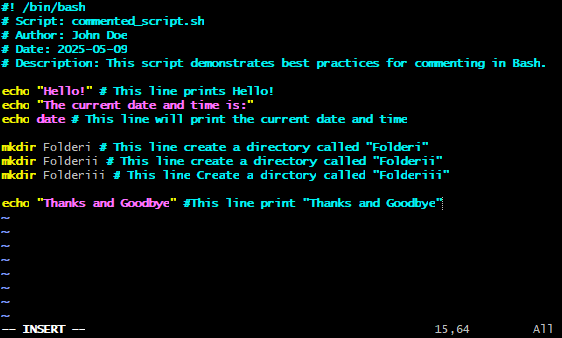 #! /bin/bash
# Script: commented_script.sh
# Author: John Doe
# Date: 2025-05-09
# Description: This script demonstrates best practices for commenting in Bash.

echo "Hello!" # This line prints Hello!
echo "The current date and time is:"
echo date # This line will print the current date and time

mkdir Folderi # This line create a directory called "Folderi"
mkdir Folderii # This line create a directory called "Folderii"
mkdir Folderiii # This line Create a dirctory called "Folderiii"

echo "Thanks and Goodbye" #This line print "Thanks and Goodbye"
~
~
~
~
~
~
~
~
-- INSERT -- 15,64 All